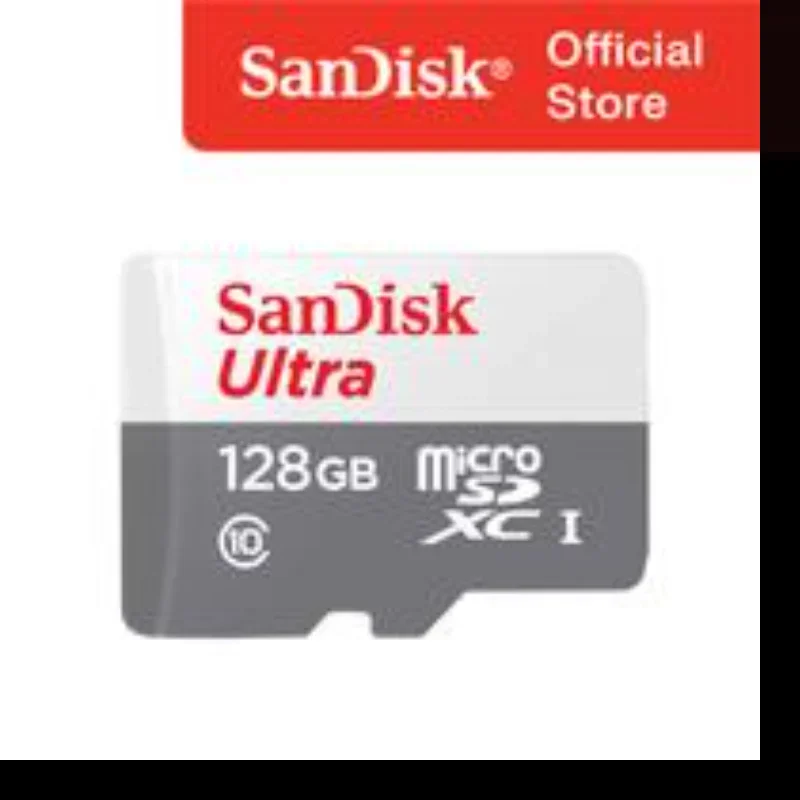 SanDisk® Official
Store
SanDisk
Ultra
128GB
micro
SD
XC I
10